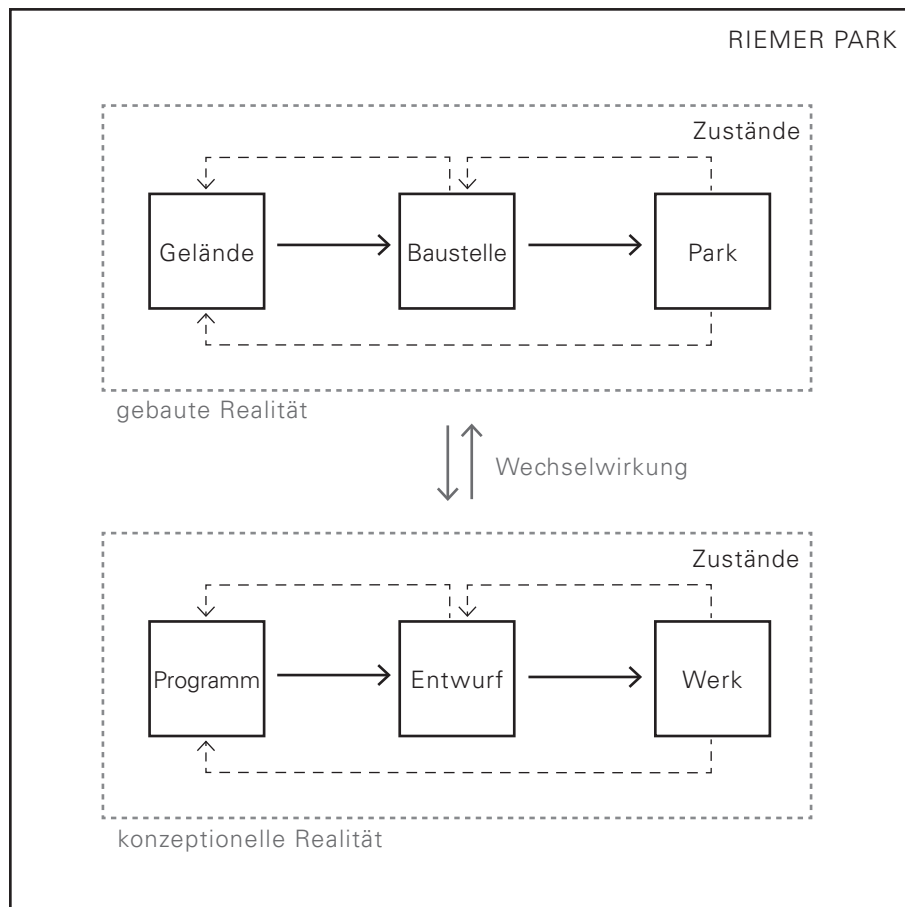 RIEMER PARK
Zustände
Gelände
Baustelle
Park
gebaute Realität
Wechselwirkung
Zustände
Programm
Entwurf
Werk
konzeptionelle Realität